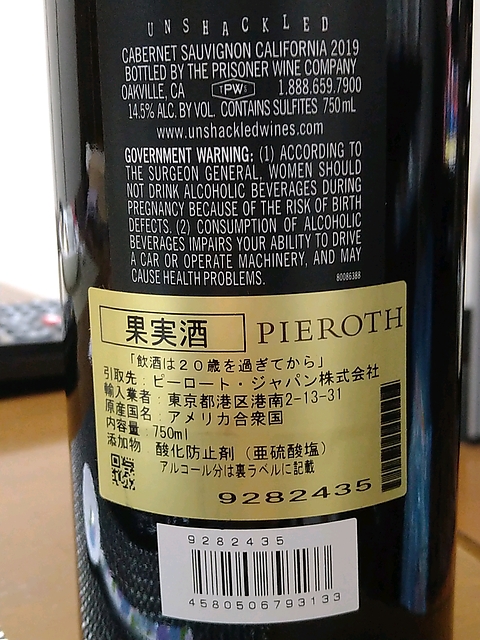 UNSHACKLED
CABERNET SAUVIGNON CALIFORNIA 2019
BOTTLED BY THE PRISONER WINE COMPANY
OAKVILLE, CA TPWS 1.888.659.7900
14.5% ALC. BY VOL. CONTAINS SULFITES 750mL
www.unshackledwines.com
GOVERNMENT WARNING: (1) ACCORDING TO
THE SURGEON GENERAL, WOMEN SHOULD
NOT DRINK ALCOHOLIC BEVERAGES DURING
PREGNANCY BECAUSE OF THE RISK OF BIRTH
DEFECTS. (2) CONSUMPTION OF ALCOHOLIC
BEVERAGES IMPAIRS YOUR ABILITY TO DRIVE
A CAR OR OPERATE MACHINERY, AND MAY
CAUSE HEALTH PROBLEMS. 80086388
果実酒 PIEROTH
「飲酒は20歳を過ぎてから」
引取先:ピーロート・ジャパン株式会社
輸入業者:東京都港区港南2-13-31
原産国名:アメリカ合衆国
内容量:750ml
添加物:酸化防止剤(亜硫酸塩)
アルコール分は裏ラベルに記載
9282435
9282435
4580506793133